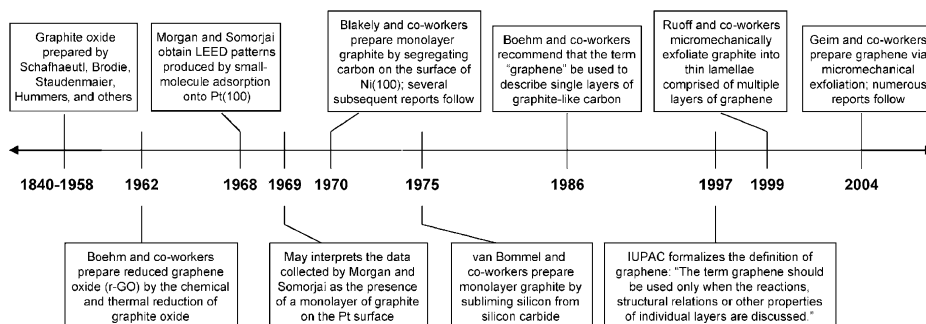 Graphite oxide
prepared by
Schafhaeutl, Brodie,
Staudenmaier,
Hummers, and others
Morgan and Somorjai
obtain LEED patterns
produced by small-
molecule adsorption
onto Pt(100)
Blakely and co-workers
prepare monolayer
graphite by segregating
carbon on the surface of
Ni(100); several
subsequent reports follow
Boehm and co-workers
recommend that the term
"graphene" be used to
describe single layers of
graphite-like carbon
Ruoff and co-workers
micromechanically
exfoliate graphite into
thin lamellae
comprised of multiple
layers of graphene
Geim and co-workers
prepare graphene via
micromechanical
exfoliation; numerous
reports follow
1840-1958
1962
1968
1969
1970
1975
1986
1997
1999
2004
Boehm and co-workers
prepare reduced graphene
oxide (r-GO) by the chemical
and thermal reduction of
graphite oxide
May interprets the data
collected by Morgan and
Somorjai as the presence
of a monolayer of graphite
on the Pt surface
van Bommel and
co-workers prepare
monolayer graphite by
subliming silicon from
silicon carbide
IUPAC formalizes the definition of
graphene: "The term graphene should
be used only when the reactions,
structural relations or other properties
of individual layers are discussed."